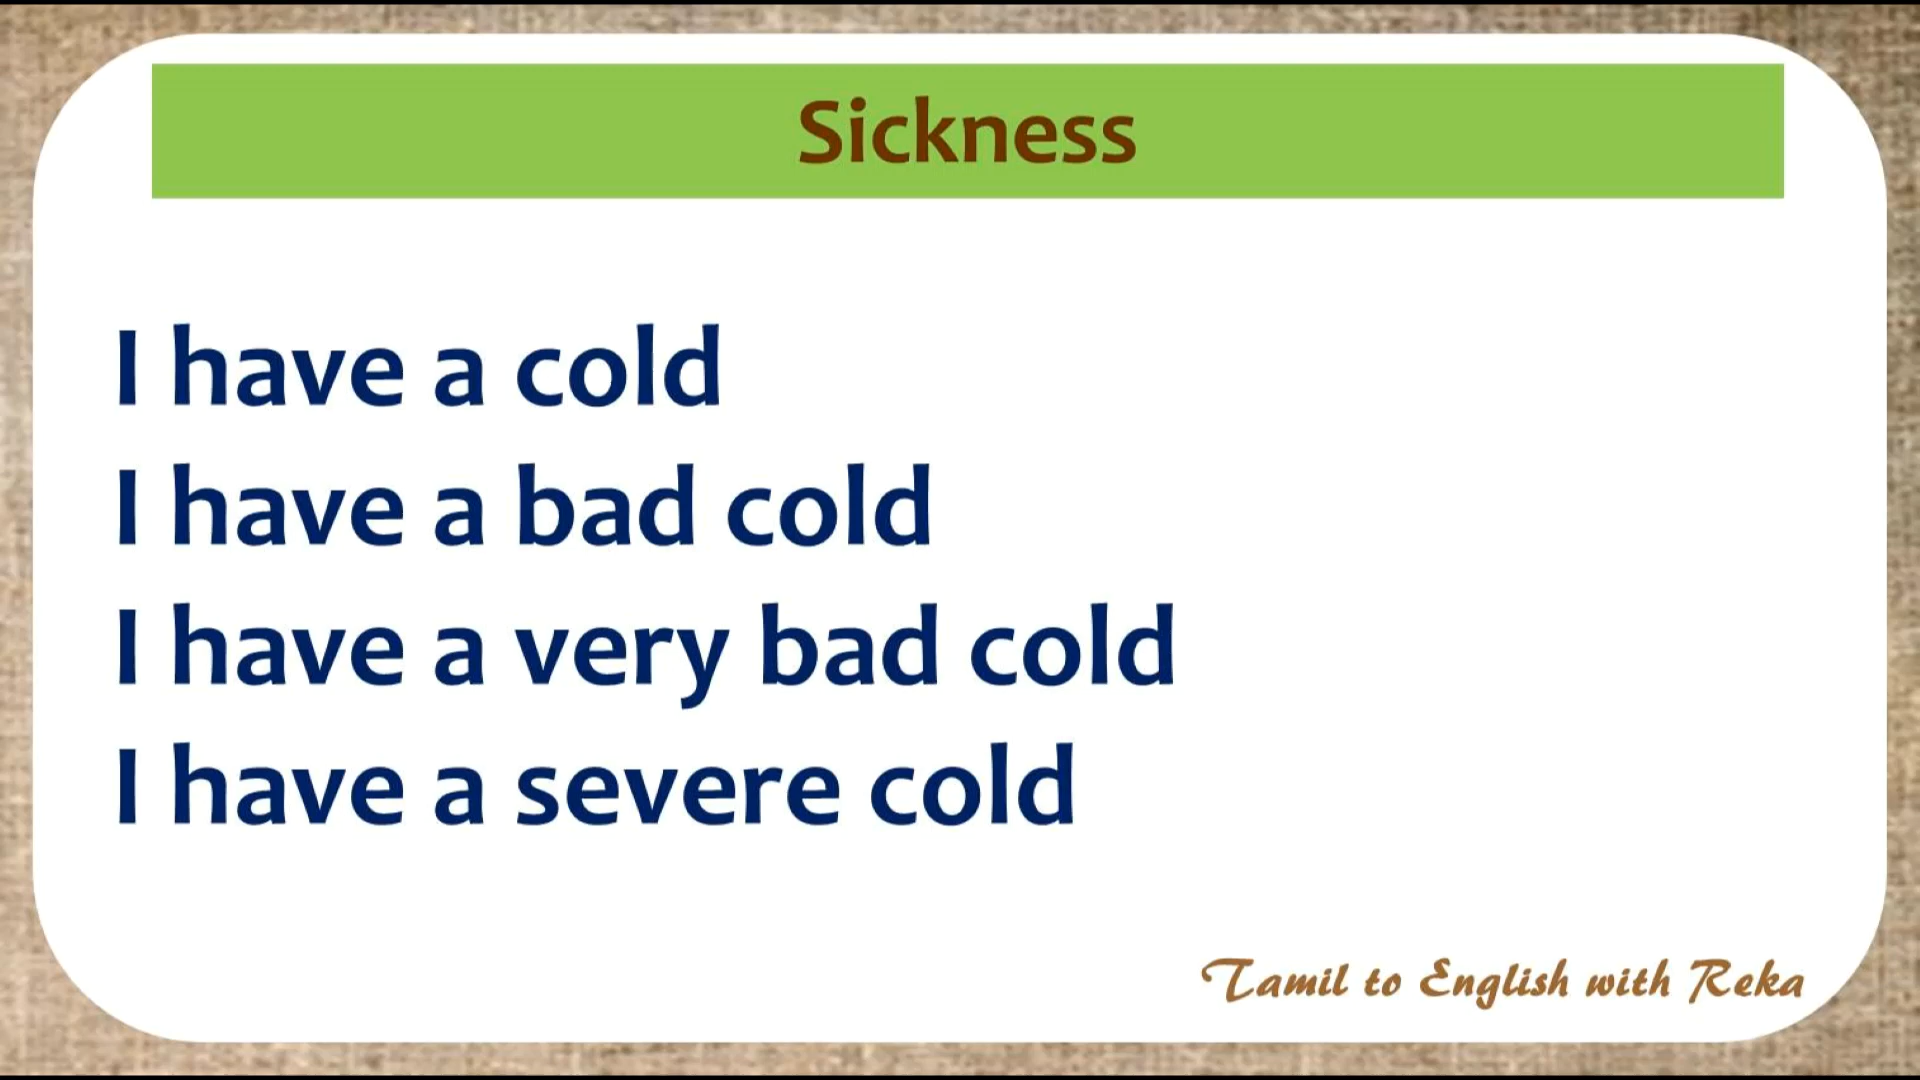 Sickness
I have a cold
I have a bad cold
I have a very bad cold
I have a severe cold
Tamil to English with Reka